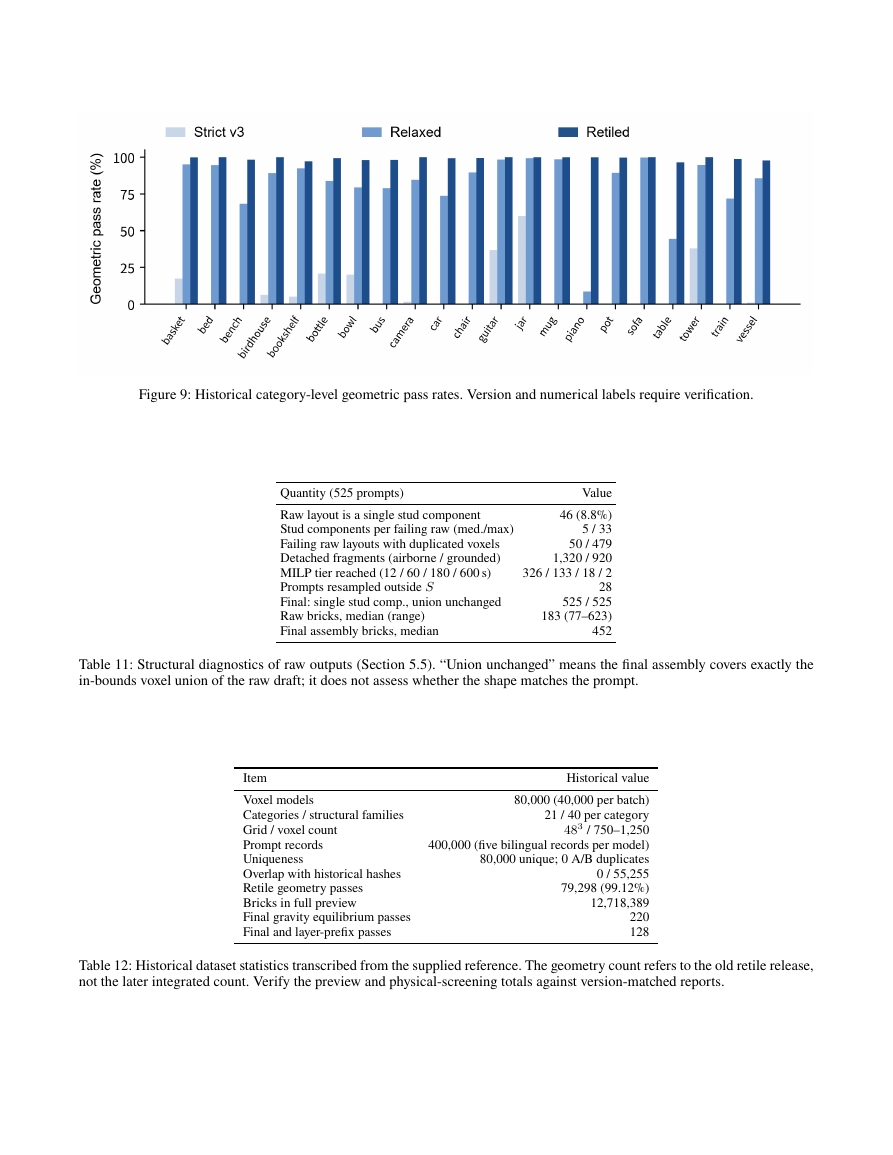 Strict v3 Relaxed Retiled
Geometric pass rate (%)
100
75
50
25
0
basket bed bench birdhouse bookshelf bottle bowl bus camera car chair guitar jar mug piano pot sofa table tower train vessel
Figure 9: Historical category-level geometric pass rates. Version and numerical labels require verification.
Quantity (525 prompts) Value
Raw layout is a single stud component 46 (8.8%)
Stud components per failing raw (med./max) 5 / 33
Failing raw layouts with duplicated voxels 50 / 479
Detached fragments (airborne / grounded) 1,320 / 920
MILP tier reached (12 / 60 / 180 / 600 s) 326 / 133 / 18 / 2
Prompts resampled outside S 28
Final: single stud comp., union unchanged 525 / 525
Raw bricks, median (range) 183 (77–623)
Final assembly bricks, median 452
Table 11: Structural diagnostics of raw outputs (Section 5.5). “Union unchanged” means the final assembly covers exactly the
in-bounds voxel union of the raw draft; it does not assess whether the shape matches the prompt.
Item Historical value
Voxel models 80,000 (40,000 per batch)
Categories / structural families 21 / 40 per category
Grid / voxel count 48³ / 750–1,250
Prompt records 400,000 (five bilingual records per model)
Uniqueness 80,000 unique; 0 A/B duplicates
Overlap with historical hashes 0 / 55,255
Retile geometry passes 79,298 (99.12%)
Bricks in full preview 12,718,389
Final gravity equilibrium passes 220
Final and layer-prefix passes 128
Table 12: Historical dataset statistics transcribed from the supplied reference. The geometry count refers to the old retile release,
not the later integrated count. Verify the preview and physical-screening totals against version-matched reports.